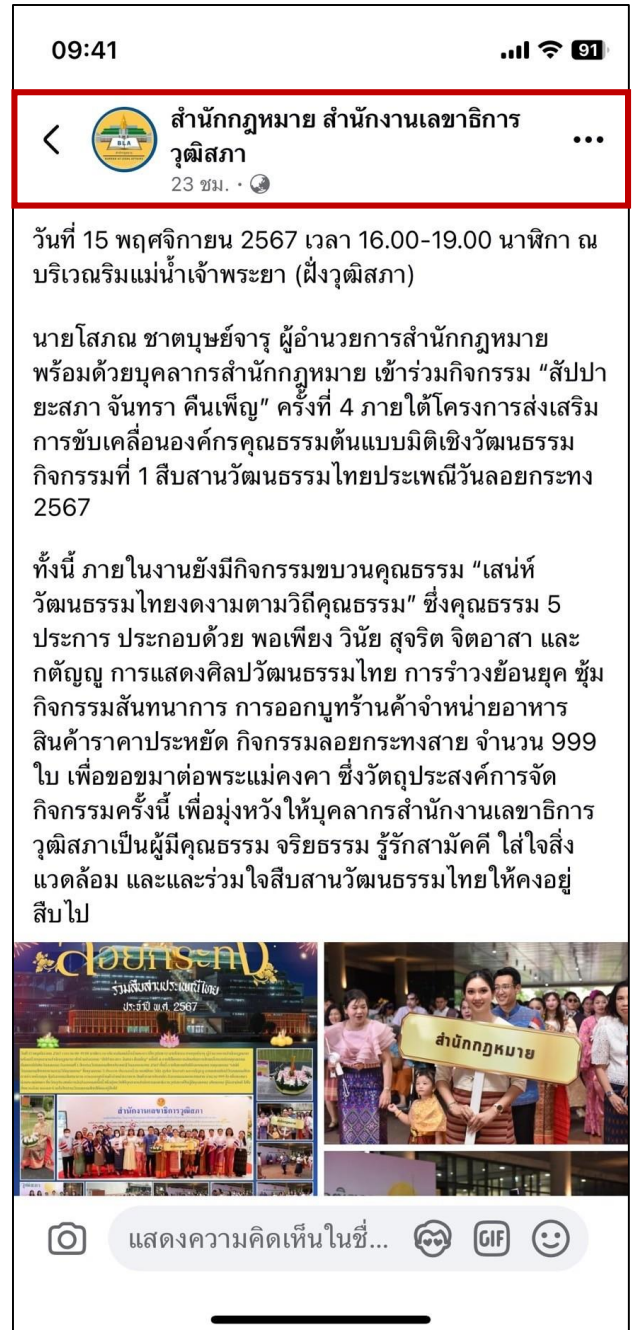 09:41
91
สำนักกฎหมาย สำนักงานเลขาธิการ
วุฒิสภา
23 ชม. ·
BLA
วันที่ 15 พฤศจิกายน 2567 เวลา 16.00-19.00 นาฬิกา ณ
บริเวณริมแม่น้ำเจ้าพระยา (ฝั่งวุฒิสภา)
นายโสภณ ชาตบุษย์จารุ ผู้อำนวยการสำนักกฎหมาย
พร้อมด้วยบุคลากรสำนักกฎหมาย เข้าร่วมกิจกรรม “สัปปา
ยะสภา จันทรา คืนเพ็ญ” ครั้งที่ 4 ภายใต้โครงการส่งเสริม
การขับเคลื่อนองค์กรคุณธรรมต้นแบบมิติเชิงวัฒนธรรม
กิจกรรมที่ 1 สืบสานวัฒนธรรมไทยประเพณีวันลอยกระทง
2567
ทั้งนี้ ภายในงานยังมีกิจกรรมขบวนคุณธรรม “เสน่ห์
วัฒนธรรมไทยงดงามตามวิถีคุณธรรม” ซึ่งคุณธรรม 5
ประการ ประกอบด้วย พอเพียง วินัย สุจริต จิตอาสา และ
กตัญญู การแสดงศิลปวัฒนธรรมไทย การรำวงย้อนยุค ซุ้ม
กิจกรรมสันทนาการ การออกบูทร้านค้าจำหน่ายอาหาร
สินค้าราคาประหยัด กิจกรรมลอยกระทงสาย จำนวน 999
ใบ เพื่อขอขมาต่อพระแม่คงคา ซึ่งวัตถุประสงค์การจัด
กิจกรรมครั้งนี้ เพื่อมุ่งหวังให้บุคลากรสำนักงานเลขาธิการ
วุฒิสภาเป็นผู้มีคุณธรรม จริยธรรม รู้รักสามัคคี ใส่ใจสิ่ง
แวดล้อม และและร่วมใจสืบสานวัฒนธรรมไทยให้คงอยู่
สืบไป
ลอยกระทง
ร่วมสืบสานประเพณีไทย
ประจำปี พ.ศ. 2567
สำนักงานเลขาธิการวุฒิสภา
สำนักกฎหมาย
แสดงความคิดเห็นในชื่...
GIF